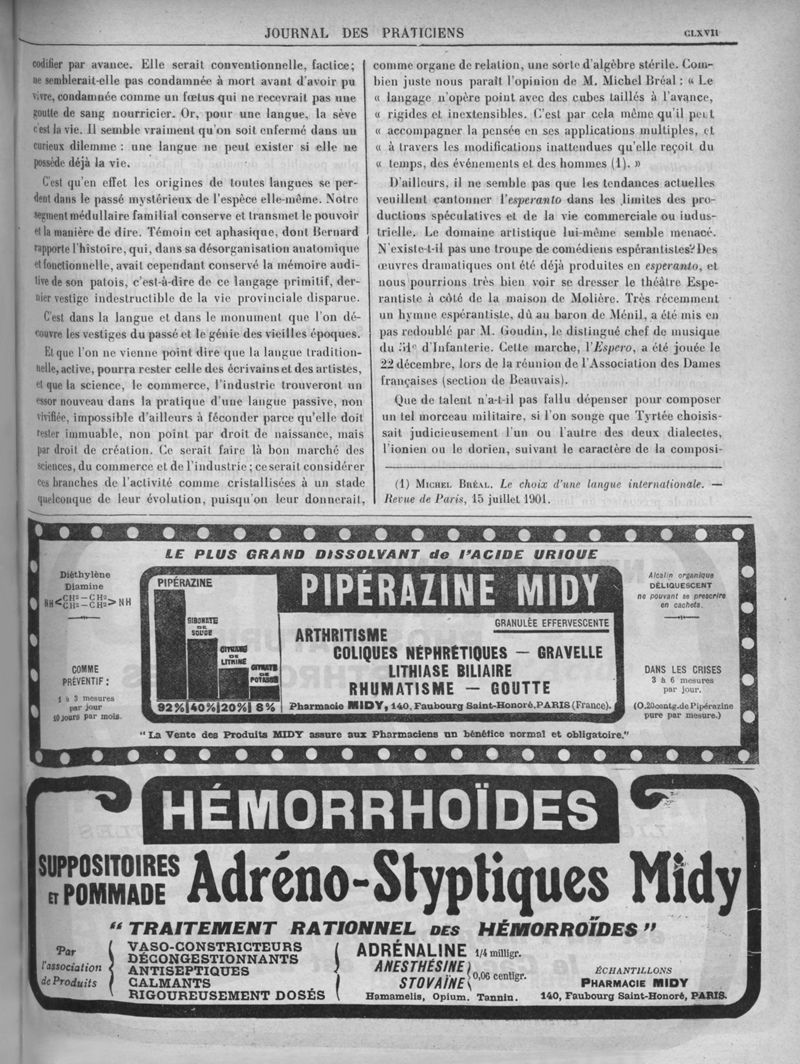 JOURNAL DES PRATICIENS
CLXVII
codifier par avance. Elle serait conventionnelle, factice;
ne semblerait-elle pas condamnée à mort avant d'avoir pu
vivre, condamnée comme un fœtus qui ne recevrait pas une
goutte de sang nourricier. Or, pour une langue, la sève
c'est la vie. Il semble vraiment qu'on soit enfermé dans un
curieux dilemme : une langue ne peut exister si elle ne
possède déjà la vie.
C'est qu'en effet les origines de toutes langues se per-
dent dans le passé mystérieux de l'espèce elle-même. Notre
segment médullaire familial conserve et transmet le pouvoir
et la manière de dire. Témoin cet aphasique, dont Bernard
rapporte l'histoire, qui, dans sa désorganisation anatomique
et fonctionnelle, avait cependant conservé la mémoire audi-
tive de son patois, c'est-à-dire de ce langage primitif, der-
nier vestige indestructible de la vie provinciale disparue.
C'est dans la langue et dans le monument que l'on dé-
couvre les vestiges du passé et le génie des vieilles époques.
Et que l'on ne vienne point dire que la langue tradition-
nelle, active, pourra rester celle des écrivains et des artistes,
et que la science, le commerce, l'industrie trouveront un
essor nouveau dans la pratique d'une langue passive, non
vivifiée, impossible d'ailleurs à féconder parce qu'elle doit
rester immuable, non point par droit de naissance, mais
par droit de création. Ce serait faire là bon marché des
sciences, du commerce et de l'industrie ; ce serait considérer
ces branches de l'activité comme cristallisées à un stade
quelconque de leur évolution, puisqu'on leur donnerait,
comme organe de relation, une sorte d'algèbre stérile. Com-
bien juste nous paraît l'opinion de M. Michel Bréal : « Le
« langage n'opère point avec des cubes taillés à l'avance,
« rigides et inextensibles. C'est par cela même qu'il peut
« accompagner la pensée en ses applications multiples, et
« à travers les modifications inattendues qu'elle reçoit du
« temps, des événements et des hommes (1). »
D'ailleurs, il ne semble pas que les tendances actuelles
veuillent cantonner l'esperanto dans les limites des pro-
ductions spéculatives et de la vie commerciale ou indus-
trielle. Le domaine artistique lui-même semble menacé.
N'existe-t-il pas une troupe de comédiens espérantistes? Des
œuvres dramatiques ont été déjà produites en esperanto, et
nous pourrions très bien voir se dresser le théâtre Espe-
rantiste à côté de la maison de Molière. Très récemment
un hymne espérantiste, dû au baron de Ménil, a été mis en
pas redoublé par M. Goudin, le distingué chef de musique
du 51e d'Infanterie. Cette marche, l'Espero, a été jouée le
22 décembre, lors de la réunion de l'Association des Dames
françaises (section de Beauvais).
Que de talent n'a-t-il pas fallu dépenser pour composer
un tel morceau militaire, si l'on songe que Tyrtée choisis-
sait judicieusement l'un ou l'autre des deux dialectes,
l'ionien ou le dorien, suivant le caractère de la composi-
(1) MICHEL BRÉAL. Le choix d'une langue internationale. —
Revue de Paris, 15 juillet 1901.
LE PLUS GRAND DISSOLVANT de l'ACIDE URIQUE
Diéthylène
Diamine
NH<CH²-CH²>NH
CH²-CH²
COMME
PRÉVENTIF :
1 à 3 mesures
par jour
10 jours par mois.
PIPÉRAZINE
BIBORATE
DE
SOUDE
CITRATE
DE
LITHINE
CITRATE
DE
POTASSE
92% 40% 20% 8%
PIPÉRAZINE MIDY
GRANULÉE EFFERVESCENTE
ARTHRITISME
COLIQUES NÉPHRÉTIQUES — GRAVELLE
LITHIASE BILIAIRE
RHUMATISME — GOUTTE
Pharmacie MIDY, 140, Faubourg Saint-Honoré, PARIS (France).
Alcalin organique
DÉLIQUESCENT
ne pouvant se prescrire
en cachets.
DANS LES CRISES
3 à 6 mesures
par jour.
(0,20 centg. de Pipérazine
pure par mesure.)
"La Vente des Produits MIDY assure aux Pharmaciens un bénéfice normal et obligatoire."
HÉMORRHOÏDES
SUPPOSITOIRES
ET POMMADE
Adréno-Styptiques Midy
"TRAITEMENT RATIONNEL DES HÉMORROÏDES"
Par
l'association
de Produits
VASO-CONSTRICTEURS
DÉCONGESTIONNANTS
ANTISEPTIQUES
CALMANTS
RIGOUREUSEMENT DOSÉS
ADRÉNALINE 1/4 milligr.
ANESTHÉSINE
STOVAÏNE
0,06 centigr.
Hamamelis, Opium. Tannin.
ÉCHANTILLONS
PHARMACIE MIDY
140, Faubourg Saint-Honoré, PARIS.